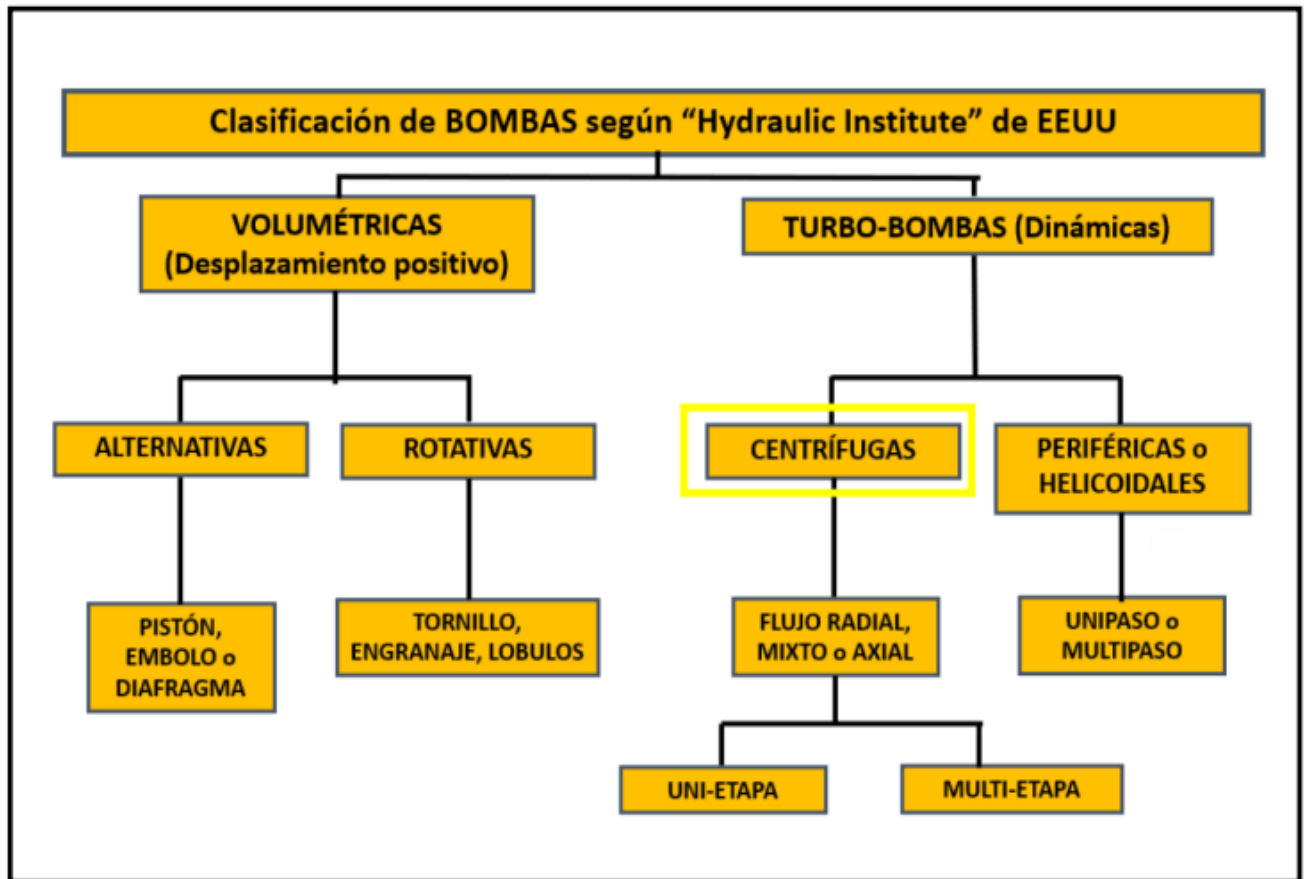 Clasificación de BOMBAS según “Hydraulic Institute” de EEUU
VOLUMÉTRICAS
(Desplazamiento positivo)
TURBO-BOMBAS (Dinámicas)
ALTERNATIVAS
ROTATIVAS
CENTRÍFUGAS
PERIFÉRICAS o
HELICOIDALES
PISTÓN,
EMBOLO o
DIAFRAGMA
TORNILLO,
ENGRANAJE, LOBULOS
FLUJO RADIAL,
MIXTO o AXIAL
UNIPASO o
MULTIPASO
UNI-ETAPA
MULTI-ETAPA